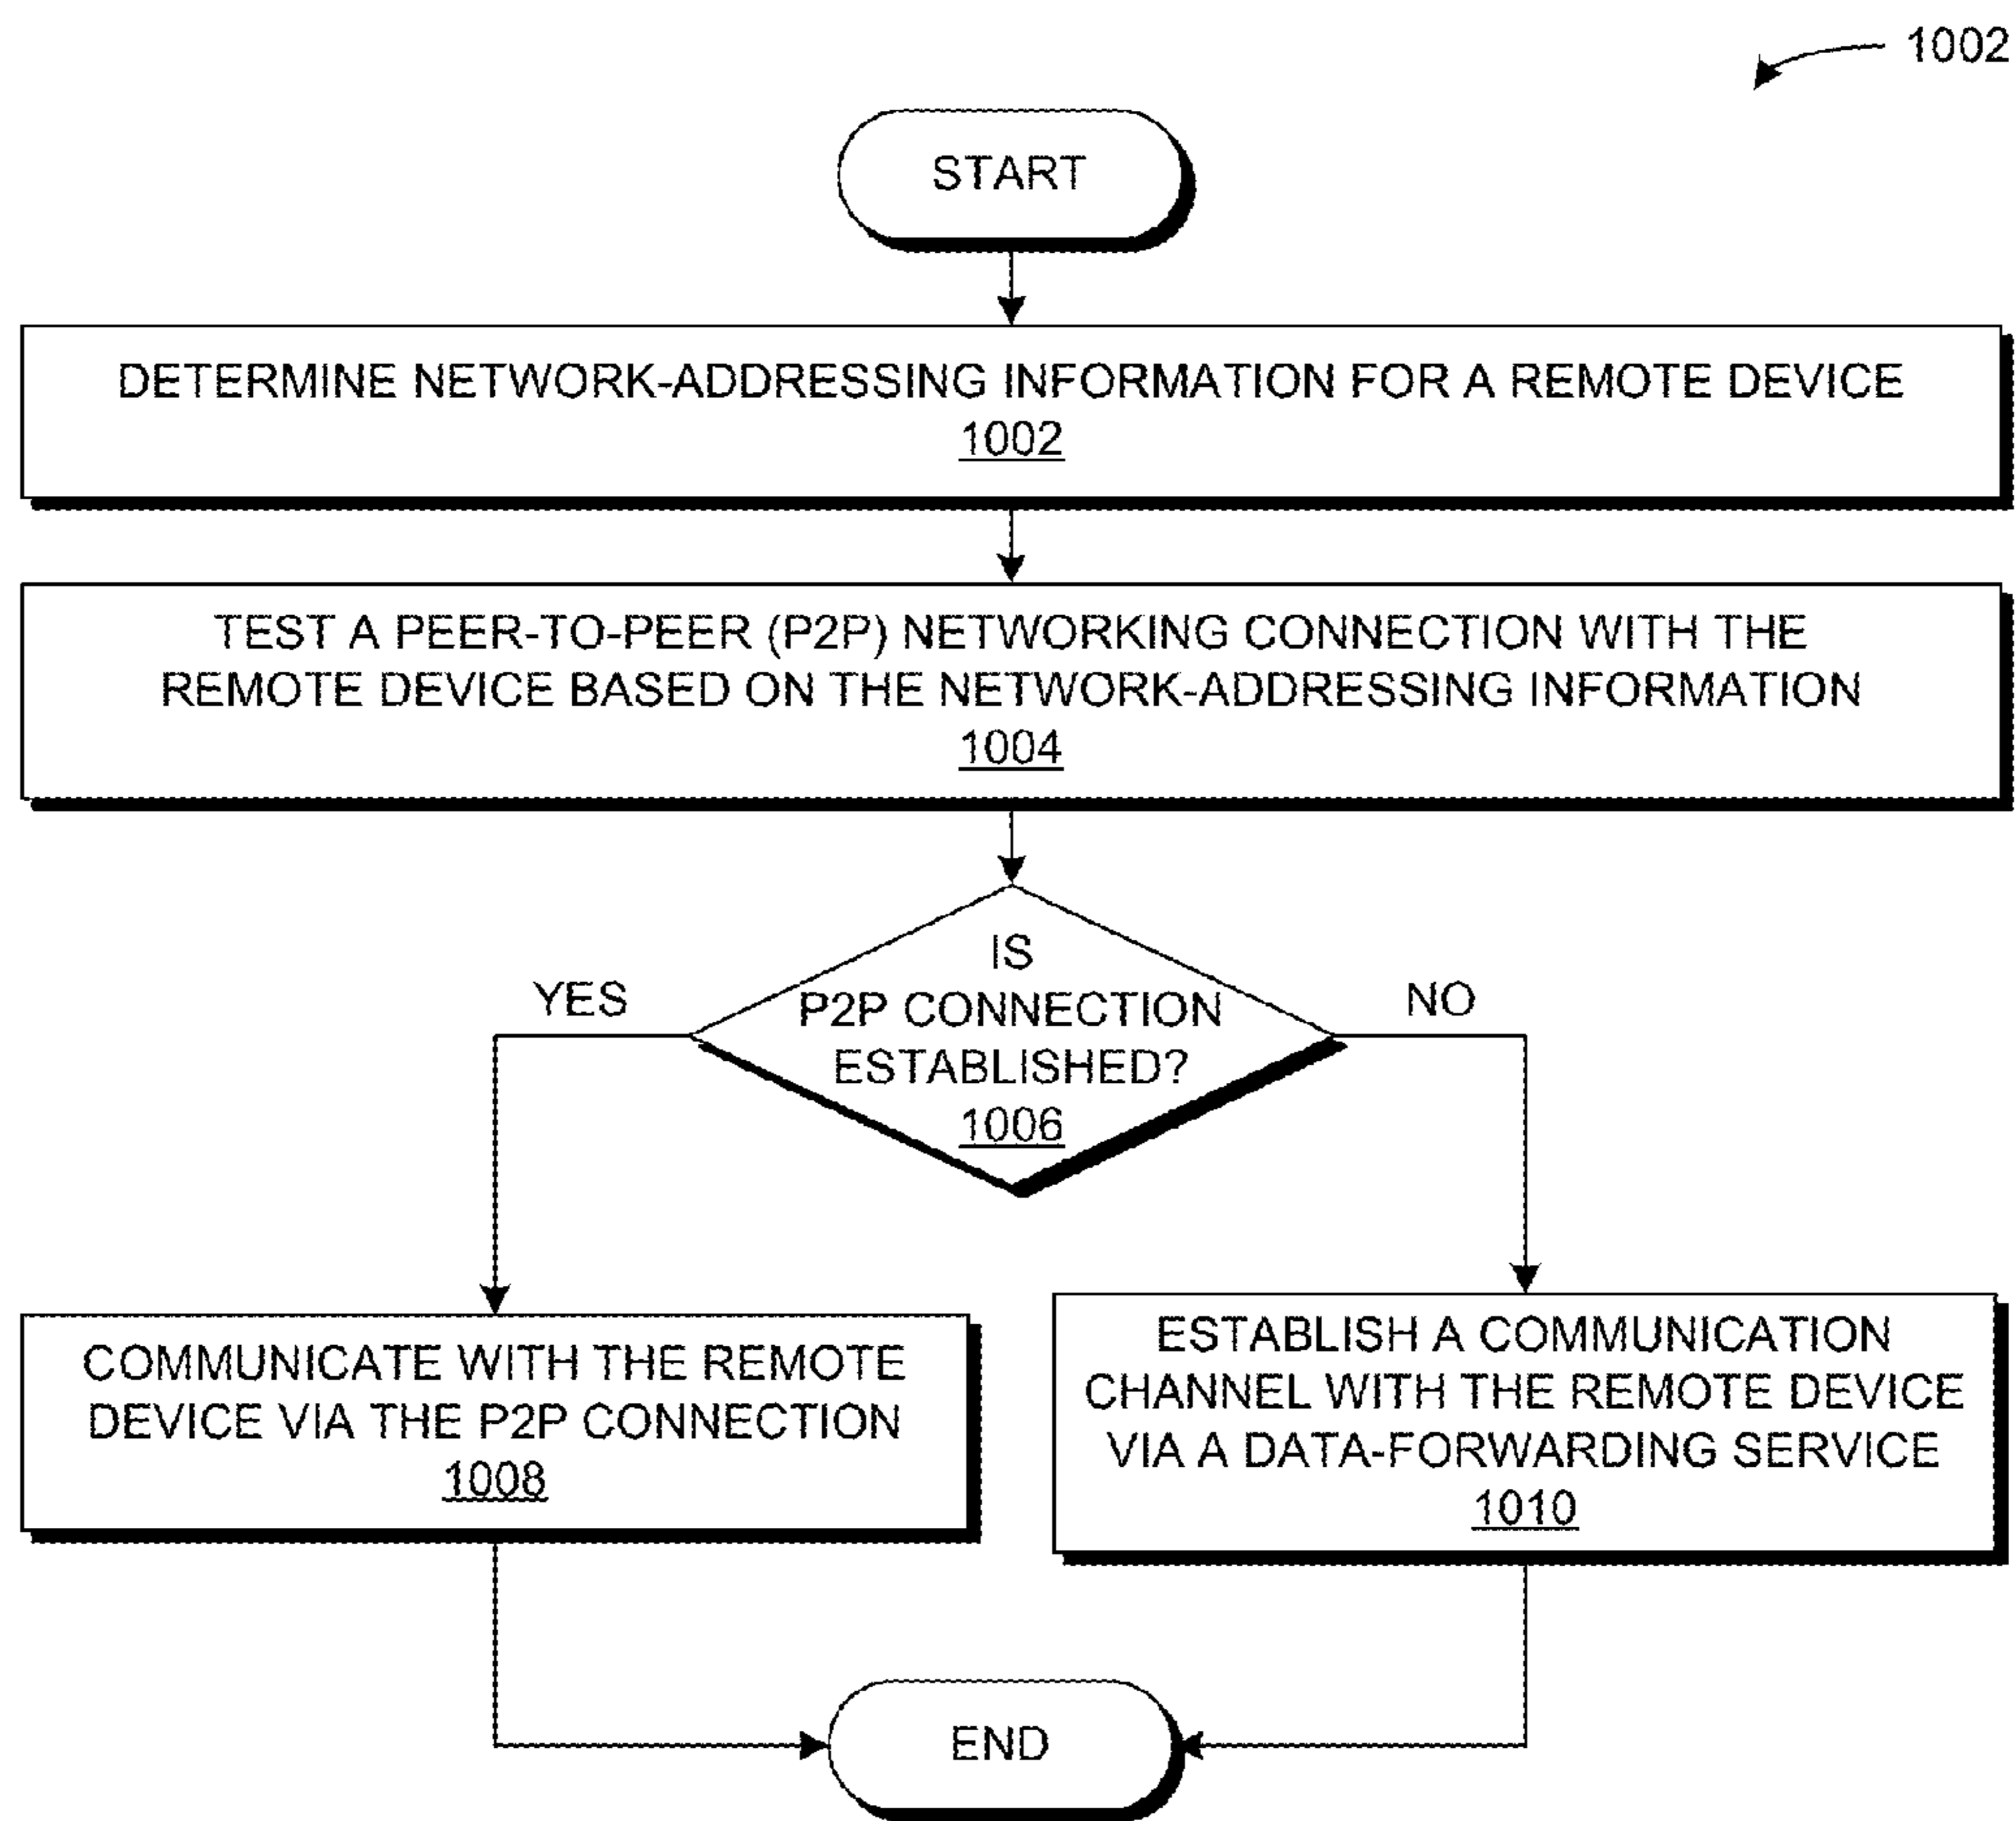 1002
START
DETERMINE NETWORK-ADDRESSING INFORMATION FOR A REMOTE DEVICE
1002
TEST A PEER-TO-PEER (P2P) NETWORKING CONNECTION WITH THE
REMOTE DEVICE BASED ON THE NETWORK-ADDRESSING INFORMATION
1004
IS
P2P CONNECTION
ESTABLISHED?
1006
YES
NO
COMMUNICATE WITH THE REMOTE
DEVICE VIA THE P2P CONNECTION
1008
ESTABLISH A COMMUNICATION
CHANNEL WITH THE REMOTE DEVICE
VIA A DATA-FORWARDING SERVICE
1010
END